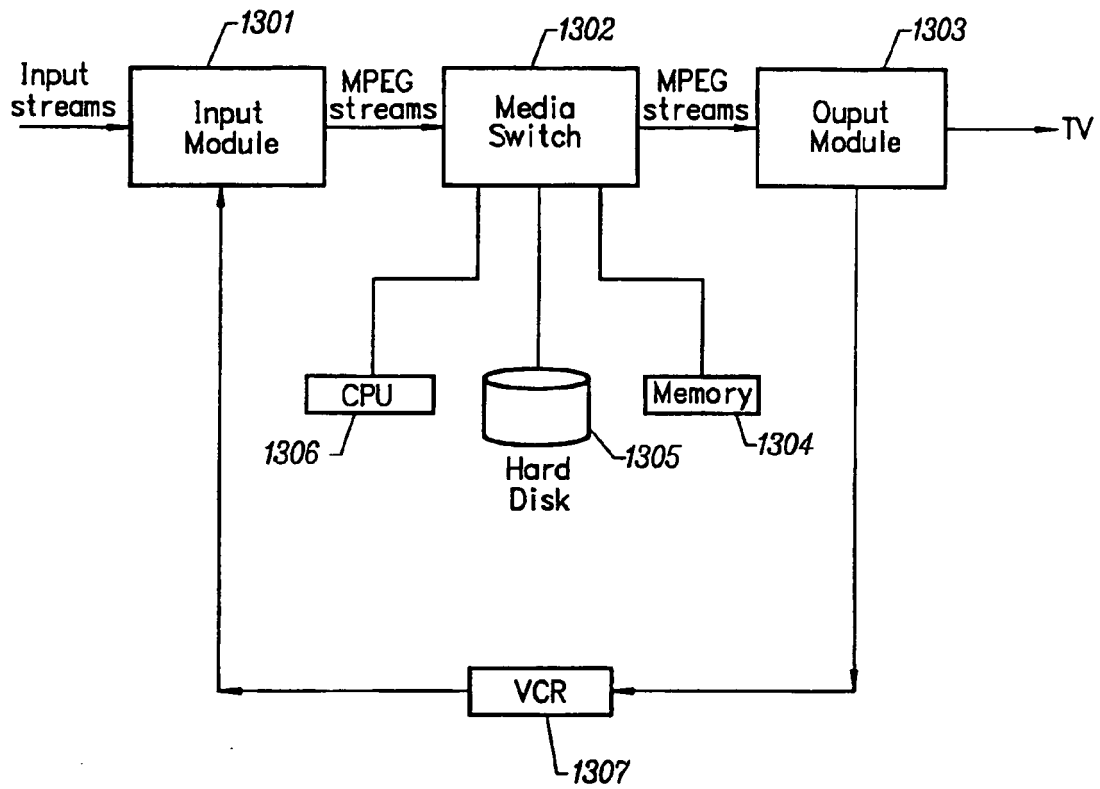 1301
1302
1303
Input
streams
Input
Module
MPEG
streams
Media
Switch
MPEG
streams
Ouput
Module
TV
CPU
1306
Hard
Disk
1305
Memory
1304
VCR
1307